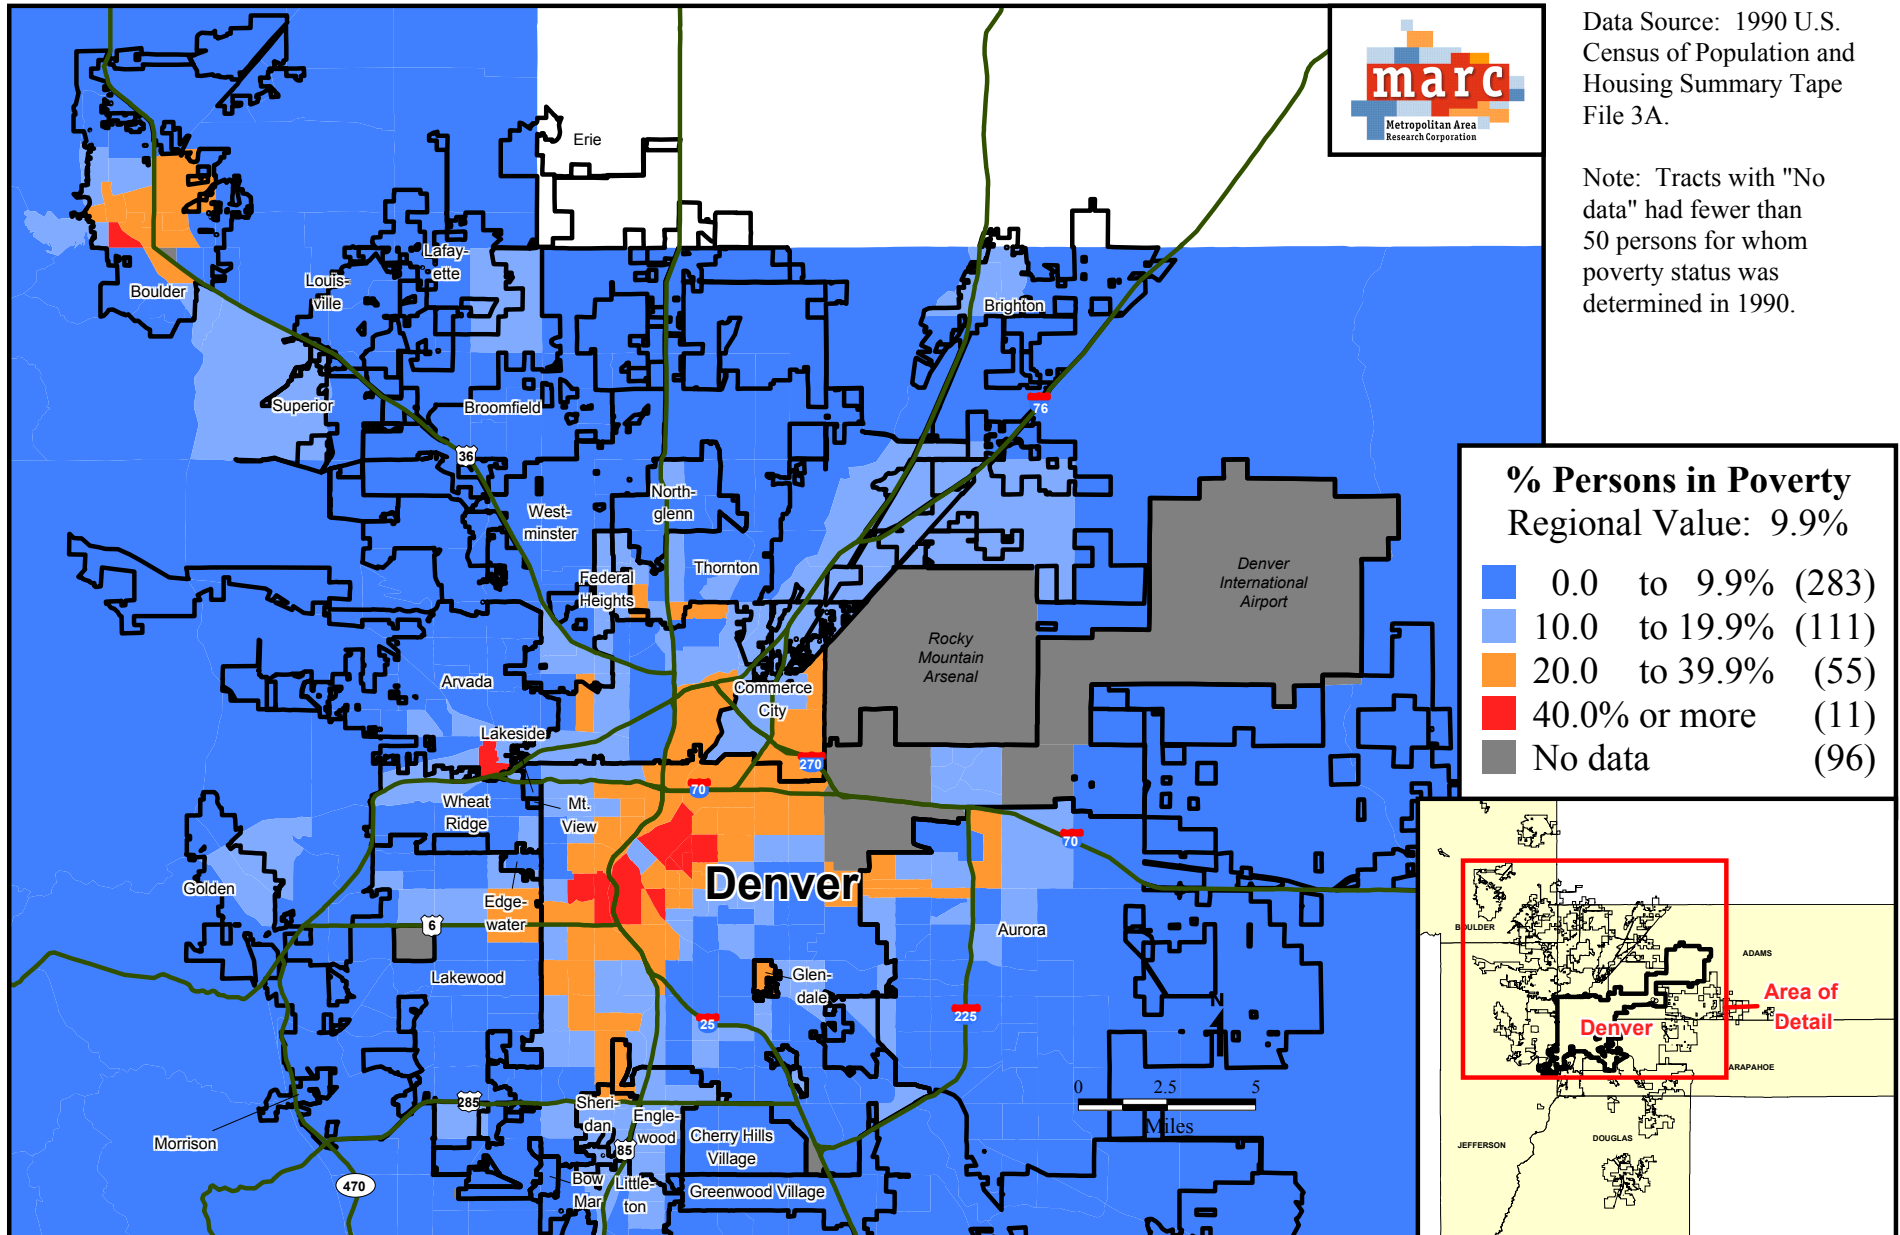 Data Source: 1990 U.S.
Census of Population and
Housing Summary Tape
File 3A.
Note: Tracts with "No
data" had fewer than
50 persons for whom
poverty status was
determined in 1990.
marc
Metropolitan Area
Research Corporation
Erie
Boulder
Louis-
ville
Lafay-
ette
Brighton
Superior
Broomfield
76
36
West-
minster
North-
glenn
Thornton
Federal
Heights
Denver
International
Airport
Rocky
Mountain
Arsenal
Arvada
Commerce
City
Lakeside
270
70
Wheat
Ridge
Mt.
View
70
Golden
Denver
Edge-
water
6
Aurora
Lakewood
Glen-
dale
25
225
N
0 2.5 5
Miles
285
Sheri-
dan
Engle-
wood
85
Cherry Hills
Village
Morrison
470
Bow
Mar
Little-
ton
Greenwood Village
% Persons in Poverty
Regional Value: 9.9%
0.0 to 9.9% (283)
10.0 to 19.9% (111)
20.0 to 39.9% (55)
40.0% or more (11)
No data (96)
BOULDER
ADAMS
Area of
Detail
Denver
ARAPAHOE
JEFFERSON
DOUGLAS